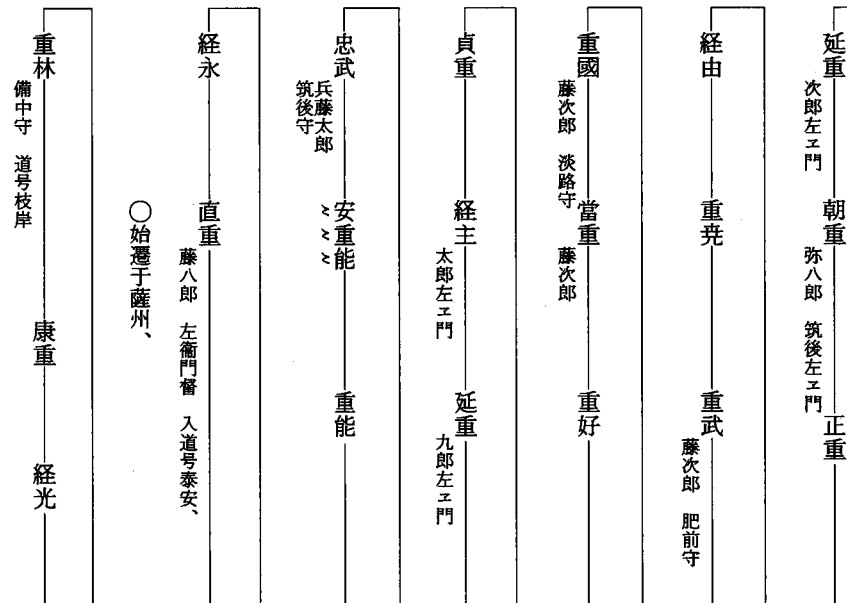 延重
次郎左ヱ門
朝重
弥八郎　筑後左ヱ門
正重
経由
重尭
重武
藤次郎　肥前守
重國
藤次郎　淡路守
當重
藤次郎
重好
貞重
経主
太郎左ヱ門
延重
九郎左ヱ門
忠武
兵藤太郎
筑後守
安重能
〻〻〻
重能
経永
直重
藤八郎　左衞門督　入道号泰安、
〇始遷于薩州、
重林
備中守　道号枝岸
康重
経光